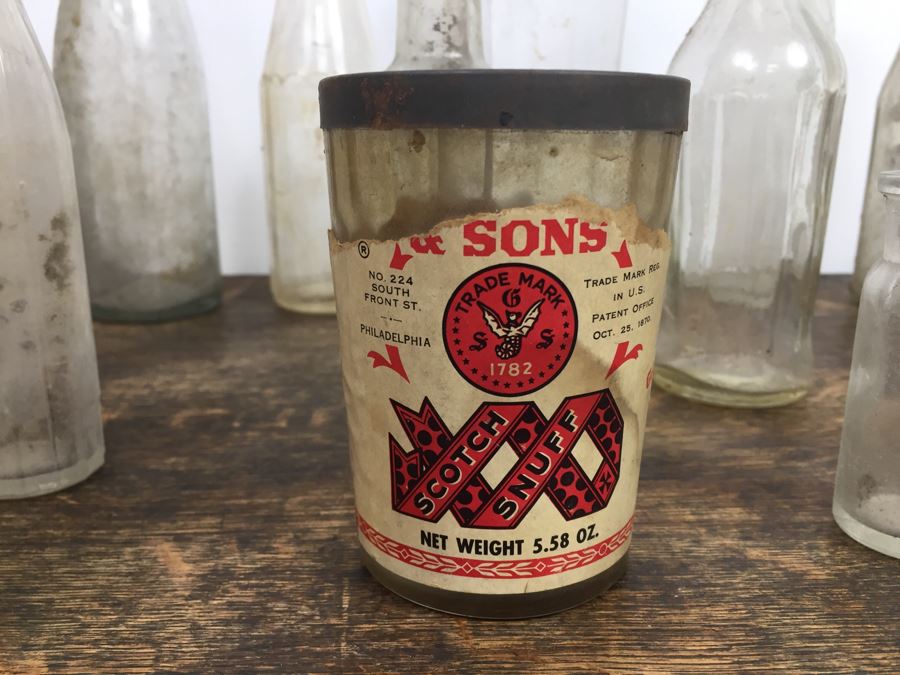 & SONS
®
NO. 224
SOUTH
FRONT ST.
PHILADELPHIA
TRADE MARK
G
S S
1782
TRADE MARK REG.
IN U.S.
PATENT OFFICE
OCT. 25, 1870.
SCOTCH
SNUFF
NET WEIGHT 5.58 OZ.